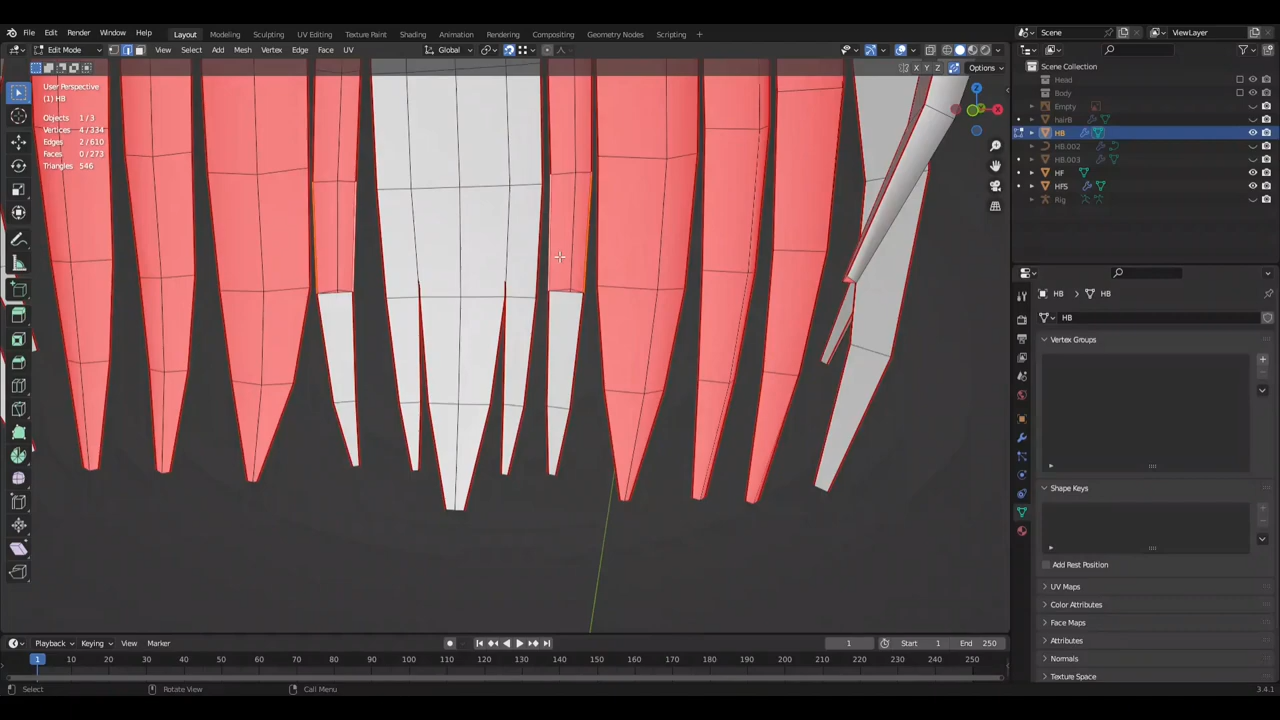 File Edit Render Window Help
Layout Modeling Sculpting UV Editing Texture Paint Shading Animation Rendering Compositing Geometry Nodes Scripting +
Scene
ViewLayer
Edit Mode
View Select Add Mesh Vertex Edge Face UV
Global
X Y Z
Options
User Perspective
(1) HB
Objects 1/3
Vertices 4/334
Edges 2/610
Faces 0/273
Triangles 546
Z
X
Scene Collection
Head
Body
Empty
hairB
HB
HB.002
HB.003
HF
HFS
Rig
HB > HB
HB
Vertex Groups
Shape Keys
Add Rest Position
UV Maps
Color Attributes
Face Maps
Attributes
Normals
Texture Space
Playback Keying View Marker
1
Start 1
End 250
1 10 20 30 40 50 60 70 80 90 100 110 120 130 140 150 160 170 180 190 200 210 220 230 240 250
Select
Rotate View
Call Menu
3.4.1